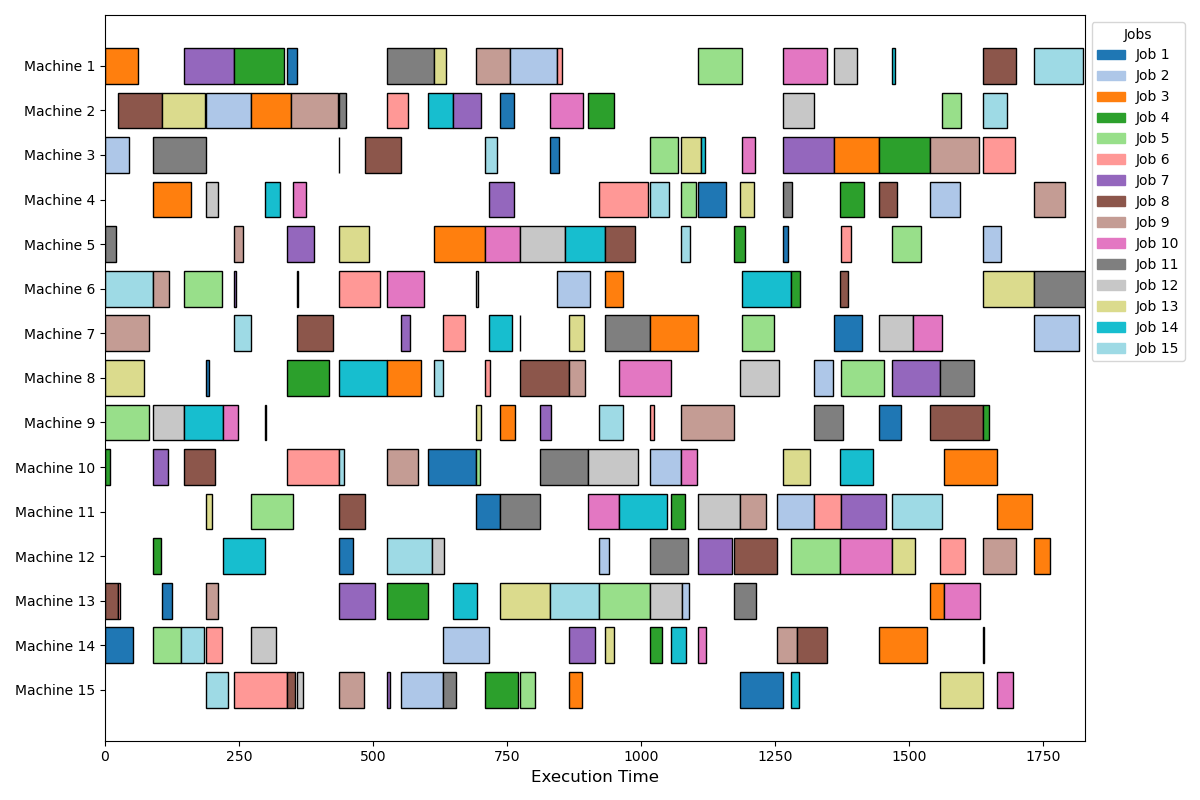 Machine 1
Machine 2
Machine 3
Machine 4
Machine 5
Machine 6
Machine 7
Machine 8
Machine 9
Machine 10
Machine 11
Machine 12
Machine 13
Machine 14
Machine 15
0 250 500 750 1000 1250 1500 1750
Execution Time
Jobs
Job 1
Job 2
Job 3
Job 4
Job 5
Job 6
Job 7
Job 8
Job 9
Job 10
Job 11
Job 12
Job 13
Job 14
Job 15